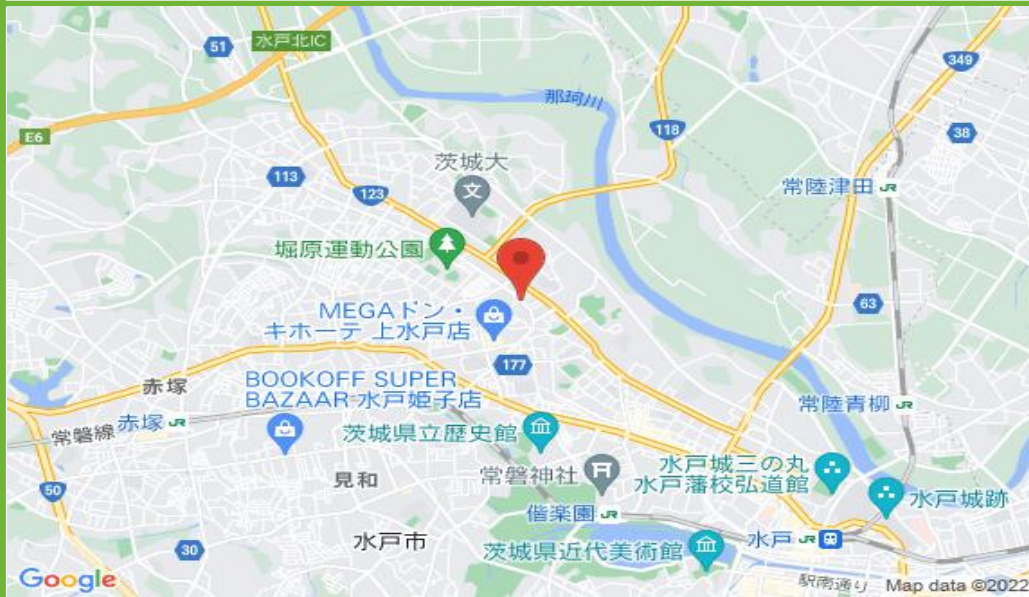 51
水戸北IC
349
那珂川
E6
118
38
茨城大
文
113
123
常陸津田 JR
堀原運動公園
MEGAドン・
キホーテ 上水戸店
63
177
赤塚
BOOKOFF SUPER
BAZAAR 水戸姫子店
常磐線
赤塚 JR
常陸青柳 JR
茨城県立歴史館
見和
常磐神社
水戸城三の丸
水戸藩校弘道館
50
水戸城跡
偕楽園 JR
30
水戸市
茨城県近代美術館
水戸 JR
駅南通り
Google
Map data ©2022